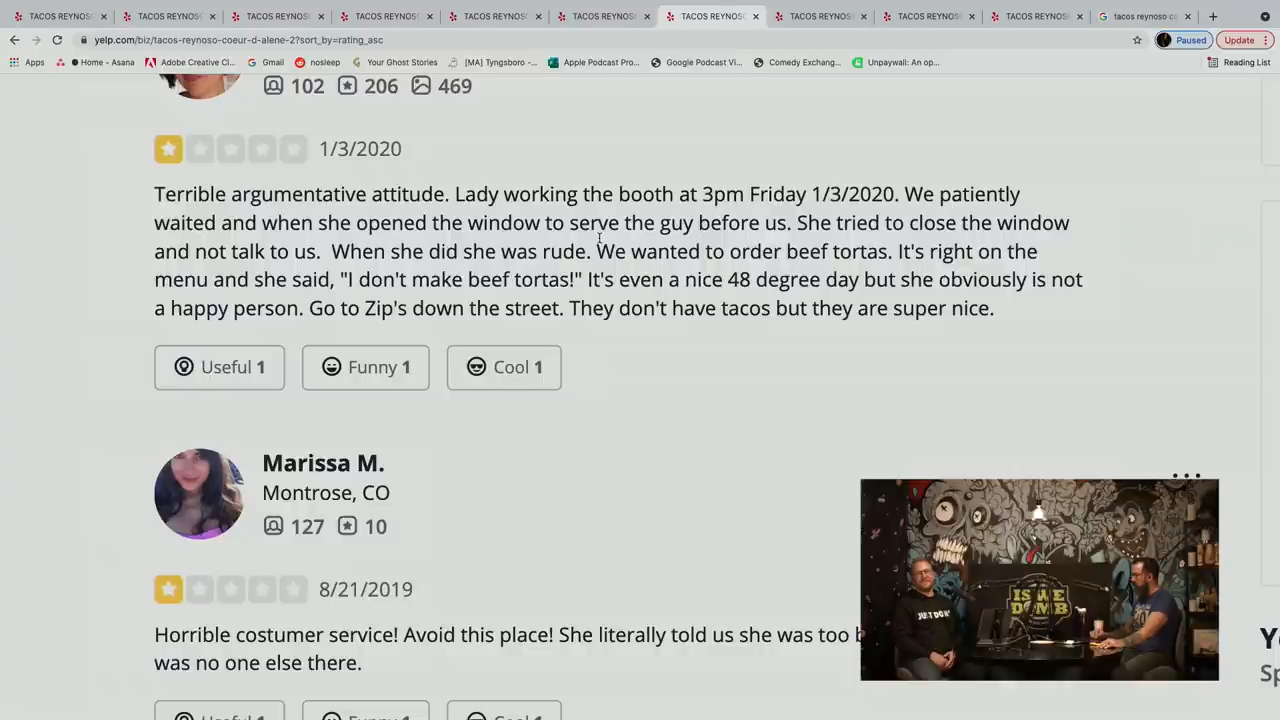 TACOS REYNOS TACOS REYNOS TACOS REYNOS TACOS REYNOS TACOS REYNOS TACOS REYNOS TACOS REYNOS TACOS REYNOS TACOS REYNOS TACOS REYNOS tacos reynoso co
yelp.com/biz/tacos-reynoso-coeur-d-alene-2?sort_by=rating_asc Paused Update
Apps Home - Asana Adobe Creative Cl... Gmail nosleep Your Ghost Stories [MA] Tyngsboro -... Apple Podcast Pro... Google Podcast Vi... Comedy Exchang... Unpaywall: An op... Reading List
102 206 469
1/3/2020
Terrible argumentative attitude. Lady working the booth at 3pm Friday 1/3/2020. We patiently
waited and when she opened the window to serve the guy before us. She tried to close the window
and not talk to us. When she did she was rude. We wanted to order beef tortas. It's right on the
menu and she said, "I don't make beef tortas!" It's even a nice 48 degree day but she obviously is not
a happy person. Go to Zip's down the street. They don't have tacos but they are super nice.
Useful 1 Funny 1 Cool 1
Marissa M.
Montrose, CO
127 10
8/21/2019
Horrible costumer service! Avoid this place! She literally told us she was too
was no one else there.
Useful 1 Funny 1 Cool 1
JUST DON'T